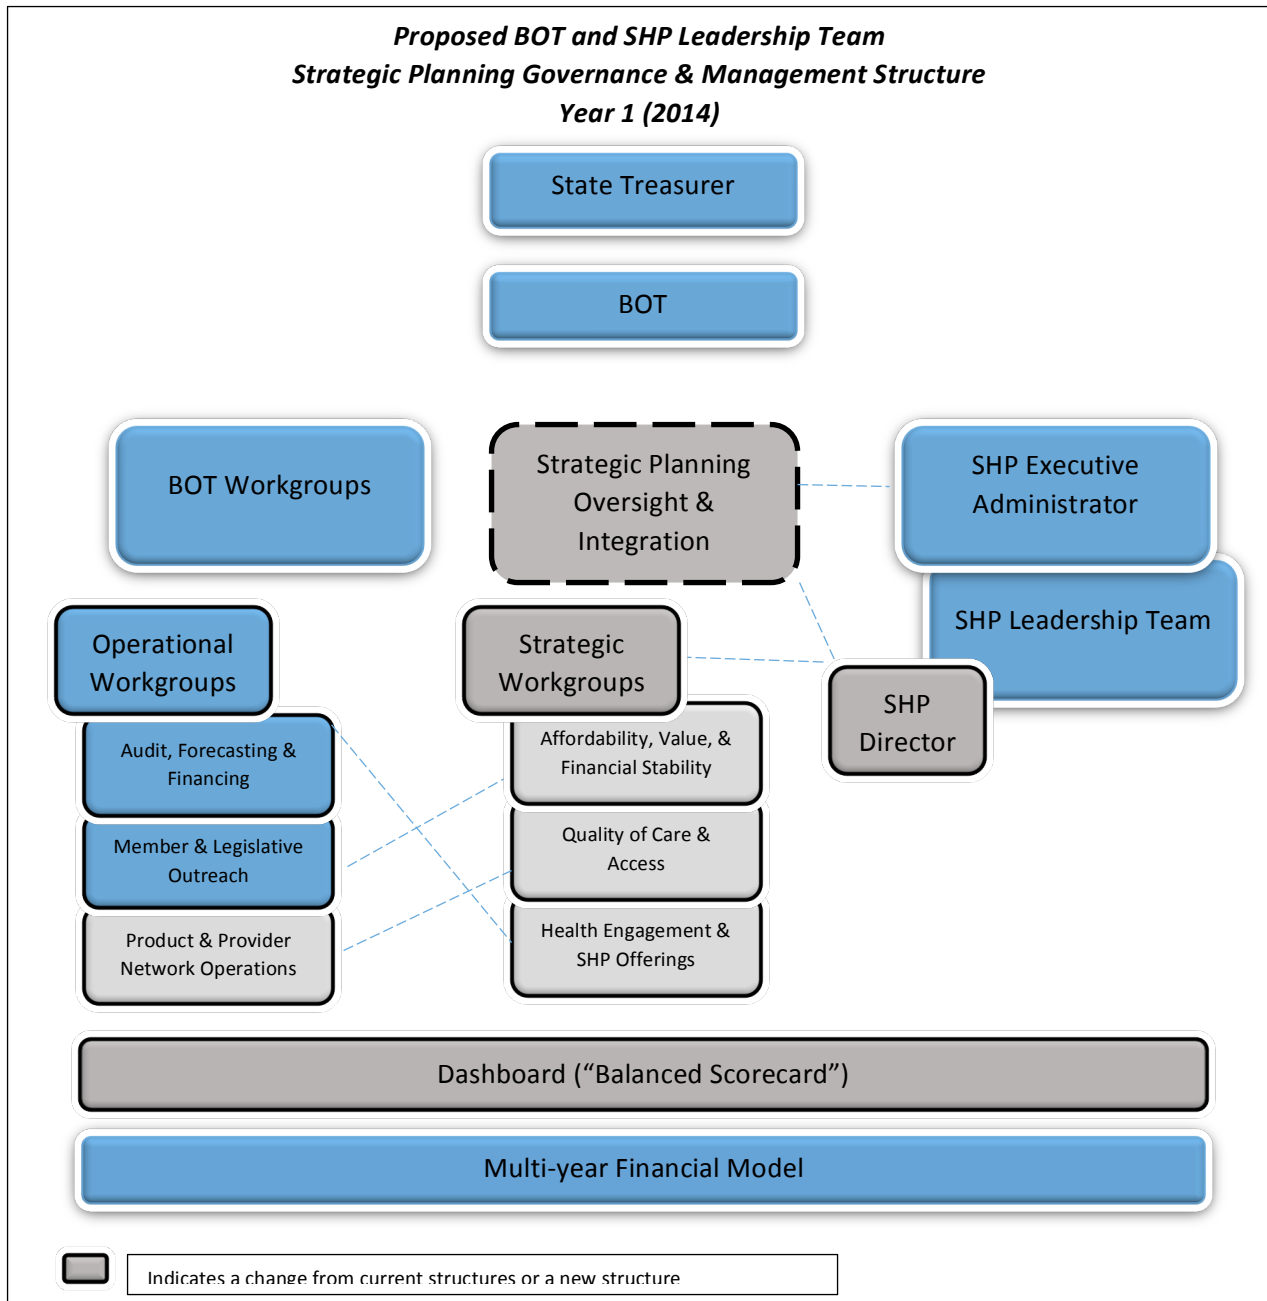 Proposed BOT and SHP Leadership Team
Strategic Planning Governance & Management Structure
Year 1 (2014)
State Treasurer
BOT
BOT Workgroups
Strategic Planning
Oversight &
Integration
SHP Executive
Administrator
SHP Leadership Team
SHP
Director
Operational
Workgroups
Audit, Forecasting &
Financing
Member & Legislative
Outreach
Product & Provider
Network Operations
Strategic
Workgroups
Affordability, Value, &
Financial Stability
Quality of Care &
Access
Health Engagement &
SHP Offerings
Dashboard (“Balanced Scorecard”)
Multi-year Financial Model
Indicates a change from current structures or a new structure